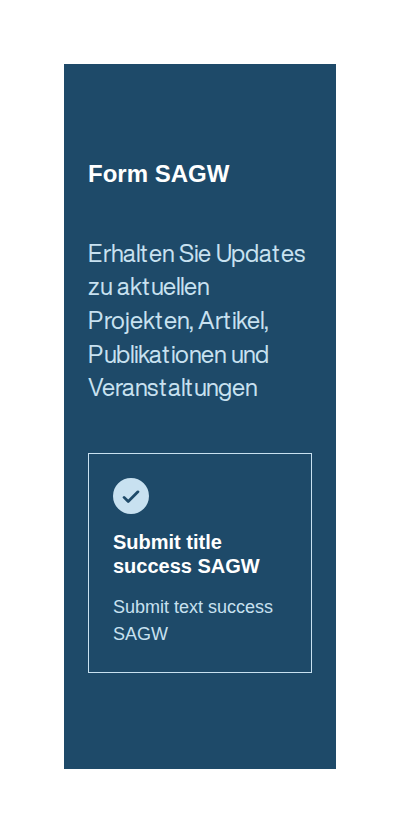 Form SAGW
Erhalten Sie Updates
zu aktuellen
Projekten, Artikel,
Publikationen und
Veranstaltungen
Submit title
success SAGW
Submit text success
SAGW